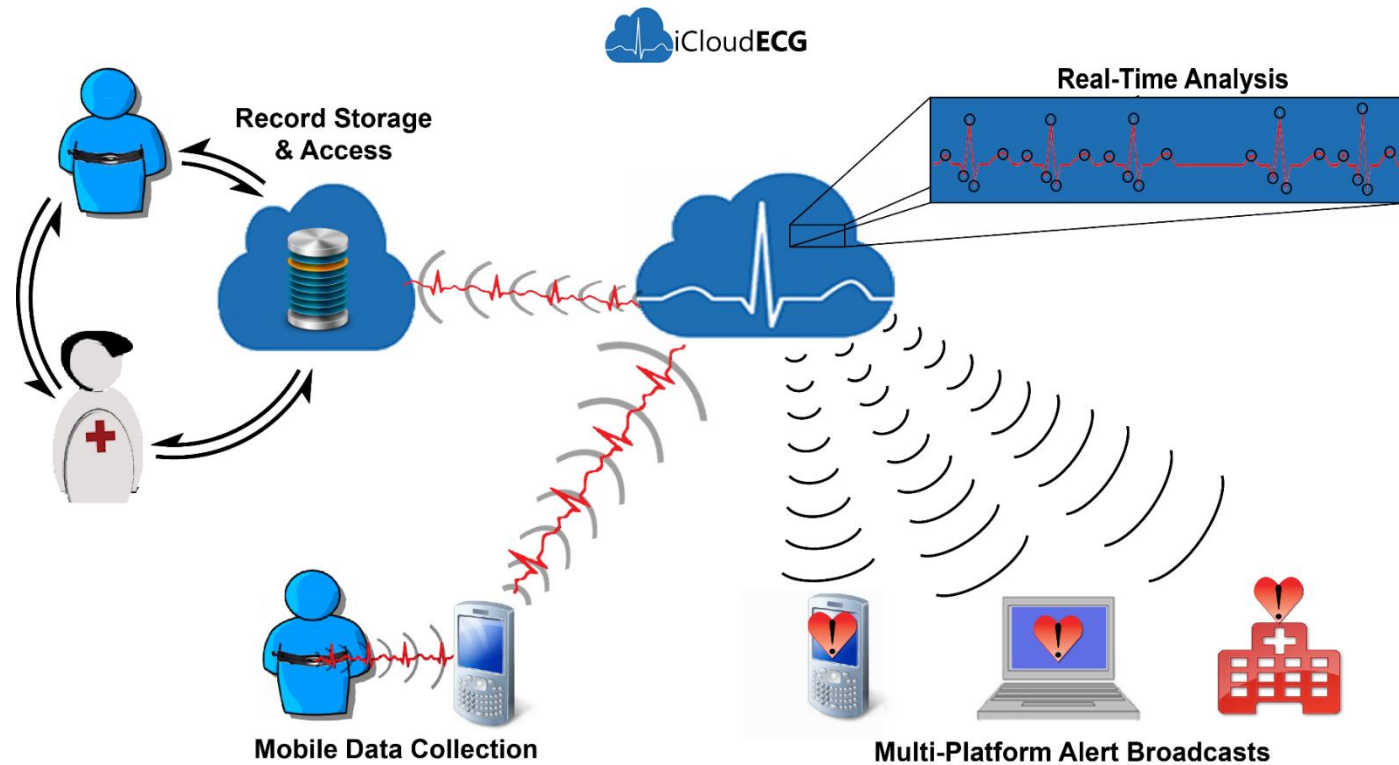 iCloudECG
Real-Time Analysis
Record Storage
& Access
Mobile Data Collection
Multi-Platform Alert Broadcasts